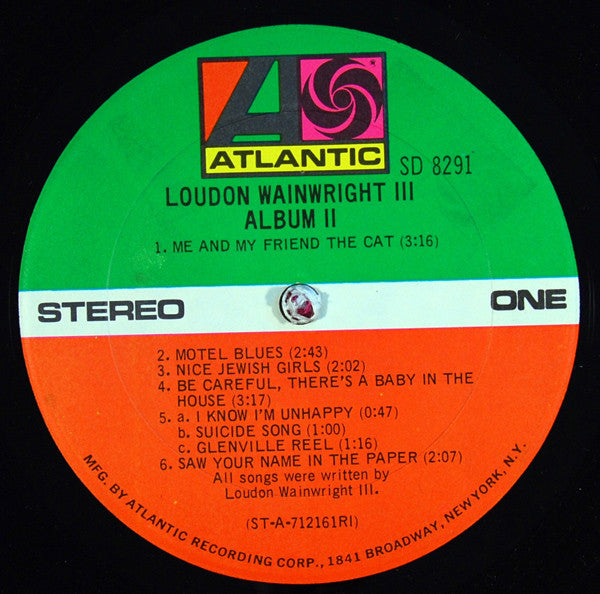 ATLANTIC
SD 8291
LOUDON WAINWRIGHT III
ALBUM II
1. ME AND MY FRIEND THE CAT (3:16)
STEREO
ONE
2. MOTEL BLUES (2:43)
3. NICE JEWISH GIRLS (2:02)
4. BE CAREFUL, THERE'S A BABY IN THE
HOUSE (3:17)
5. a. I KNOW I'M UNHAPPY (0:47)
b. SUICIDE SONG (1:00)
c. GLENVILLE REEL (1:16)
6. SAW YOUR NAME IN THE PAPER (2:07)
All songs were written by
Loudon Wainwright III.
(ST-A-712161RI)
MFG. BY ATLANTIC RECORDING CORP., 1841 BROADWAY, NEW YORK, N.Y.